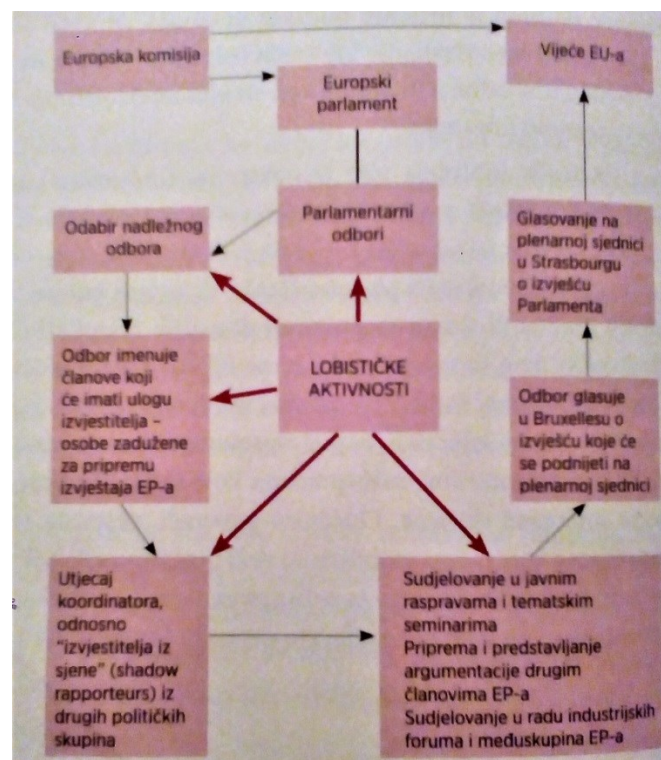 Europska komisija
Vijeće EU-a
Europski
parlament
Odabir nadležnog
odbora
Parlamentarni
odbori
Glasovanje na
plenarnoj sjednici
u Strasbourgu
o izvješću
Parlamenta
Odbor imenuje
članove koji
će imati ulogu
izvjestitelja –
osobe zadužene
za pripremu
izvještaja EP-a
LOBISTIČKE
AKTIVNOSTI
Odbor glasuje
u Bruxellesu o
izvješću koje će
se podnijeti na
plenarnoj sjednici
Utjecaj
koordinatora,
odnosno
"izvjestitelja iz
sjene" (shadow
rapporteurs) iz
drugih političkih
skupina
Sudjelovanje u javnim
raspravama i tematskim
seminarima
Priprema i predstavljanje
argumentacije drugim
članovima EP-a
Sudjelovanje u radu industrijskih
foruma i međuskupina EP-a